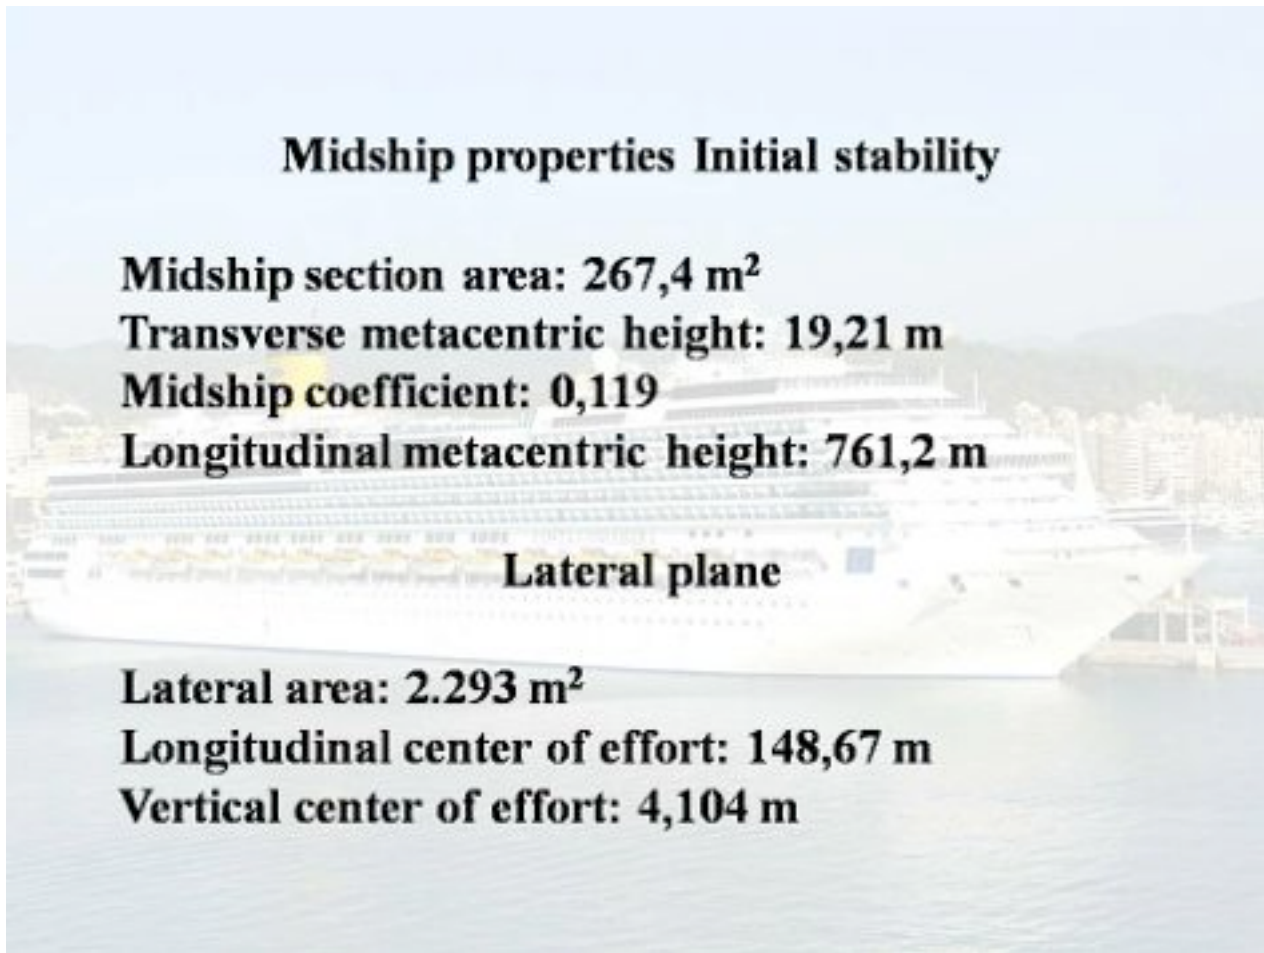 Midship properties Initial stability
Midship section area: 267,4 m²
Transverse metacentric height: 19,21 m
Midship coefficient: 0,119
Longitudinal metacentric height: 761,2 m
Lateral plane
Lateral area: 2.293 m²
Longitudinal center of effort: 148,67 m
Vertical center of effort: 4,104 m